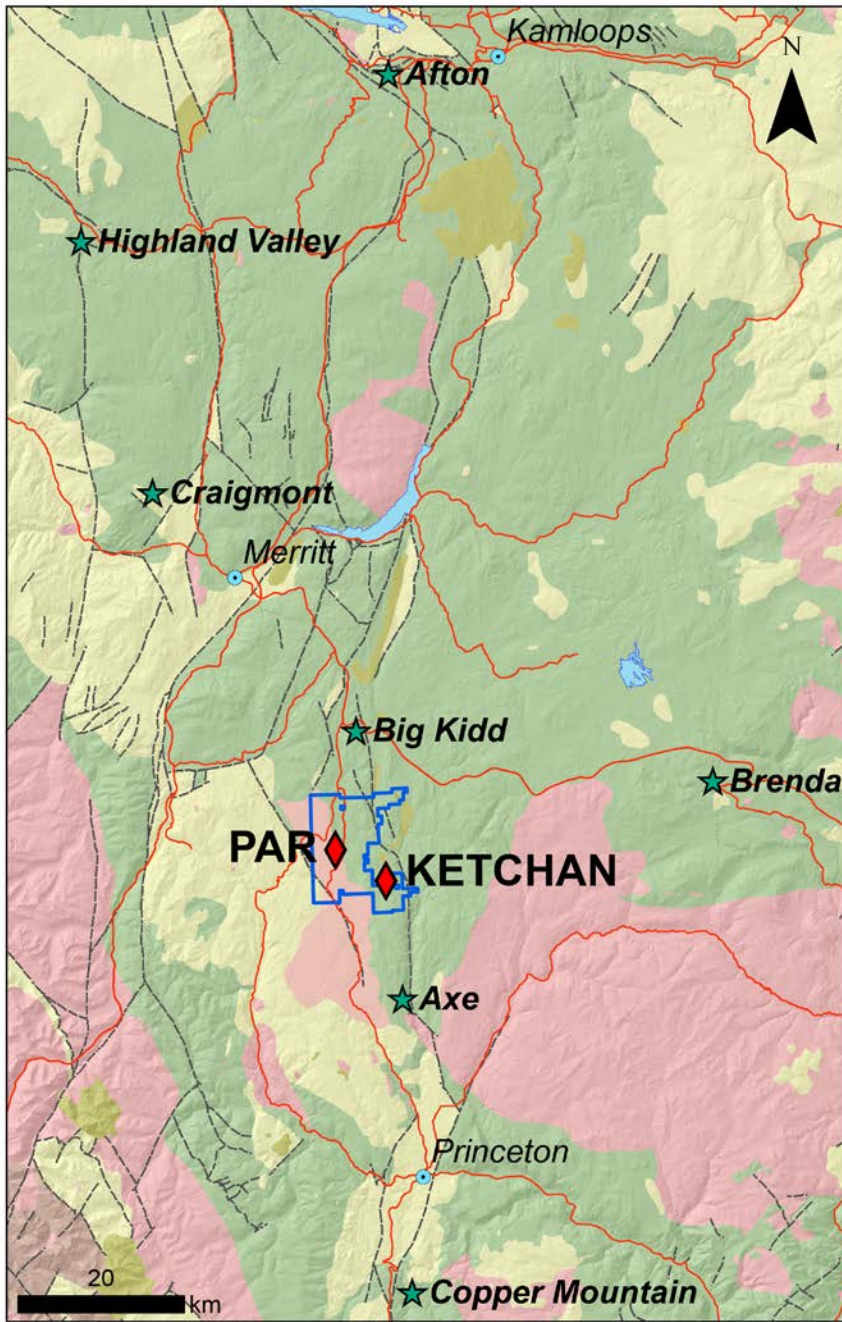 Kamloops
N
Afton
Highland Valley
Craigmont
Merritt
Big Kidd
Brenda
PAR
KETCHAN
Axe
Princeton
20
km
Copper Mountain